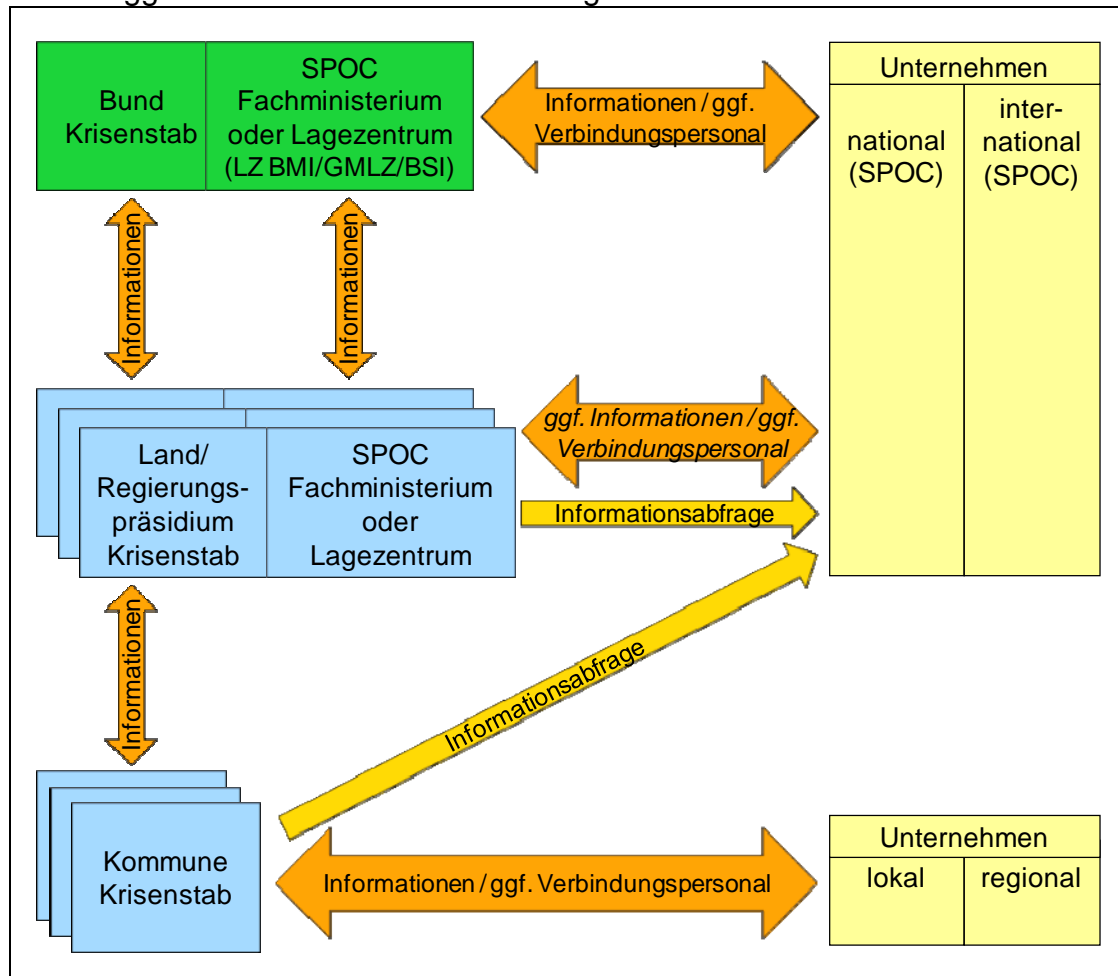 Bund
Krisenstab
SPOC
Fachministerium
oder Lagezentrum
(LZ BMI/GMLZ/BSI)
Informationen / ggf.
Verbindungspersonal
Unternehmen
national
(SPOC)
inter-
national
(SPOC)
Informationen
Informationen
Land/
Regierungs-
präsidium
Krisenstab
SPOC
Fachministerium
oder
Lagezentrum
ggf. Informationen / ggf.
Verbindungspersonal
Informationsabfrage
Informationen
Informationsabfrage
Kommune
Krisenstab
Informationen / ggf. Verbindungspersonal
Unternehmen
lokal
regional